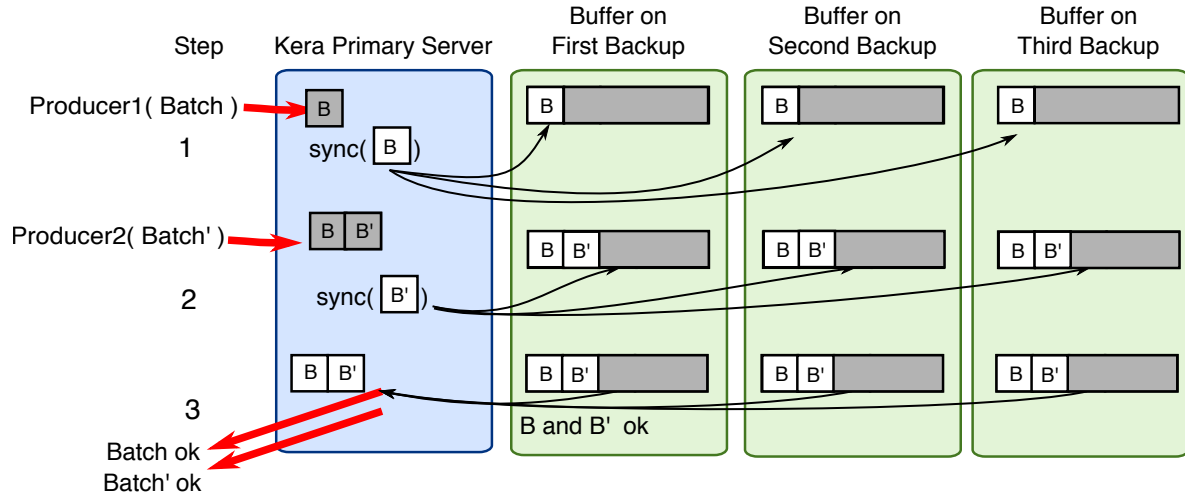 Step
Kera Primary Server
Buffer on
First Backup
Buffer on
Second Backup
Buffer on
Third Backup
Producer1( Batch )
B
B
B
B
1
sync( B )
Producer2( Batch' )
B B'
B B'
B B'
B B'
2
sync( B' )
B B'
B B'
B B'
B B'
3
B and B' ok
Batch ok
Batch' ok